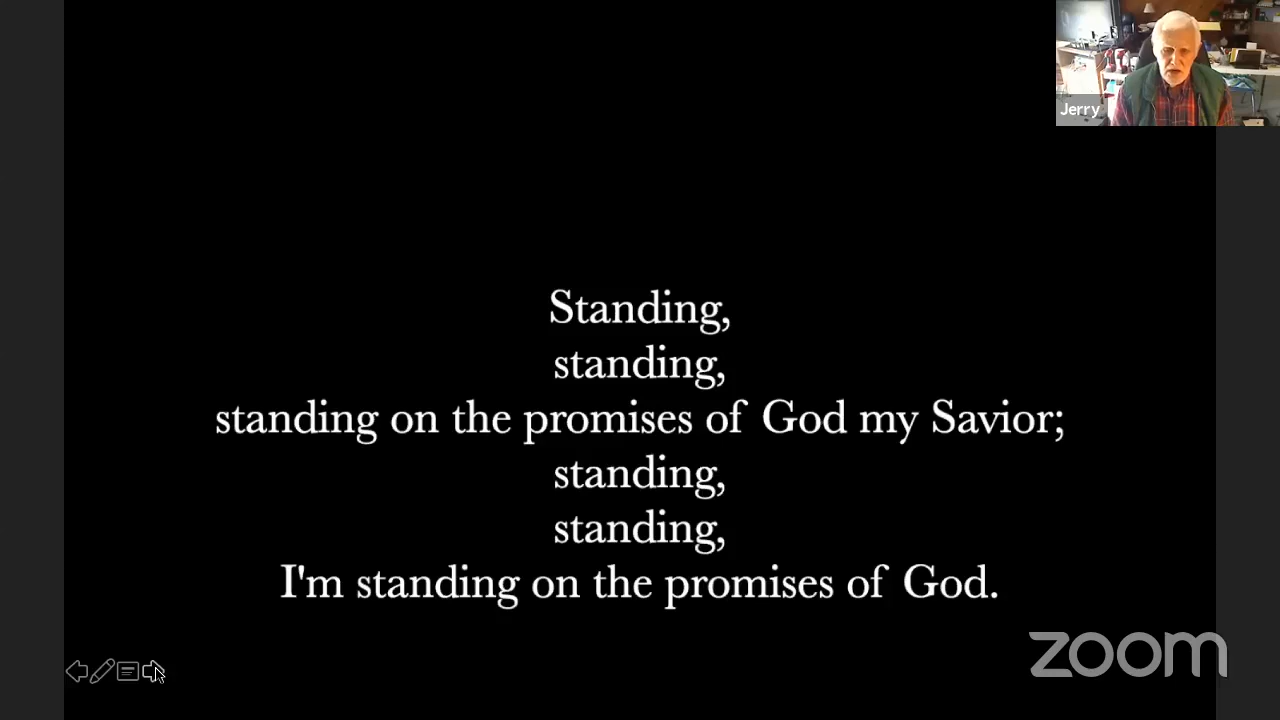 Jerry
Standing,
standing,
standing on the promises of God my Savior;
standing,
standing,
I'm standing on the promises of God.
zoom